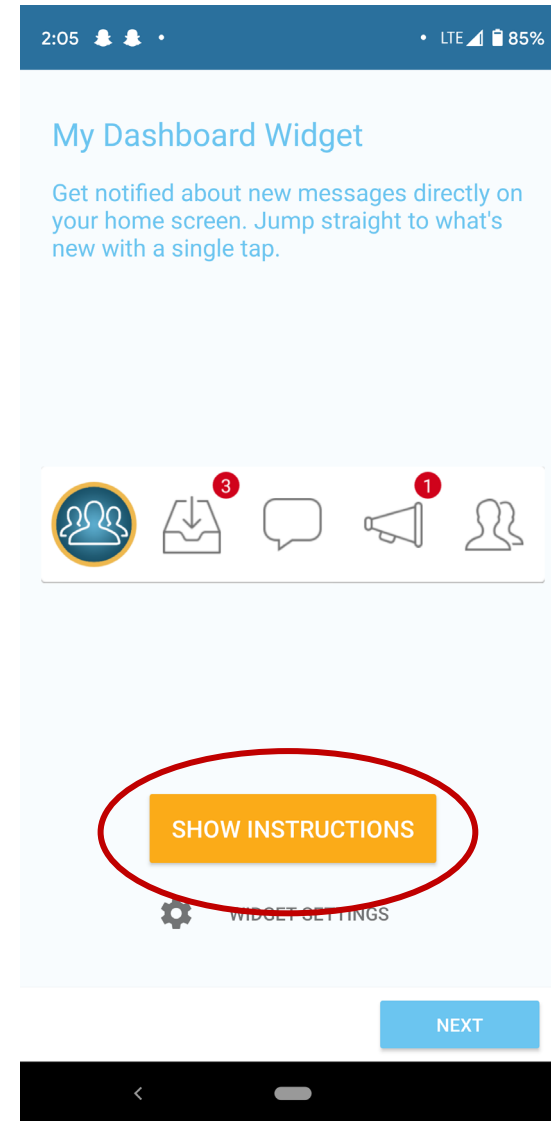 2:05 LTE 85%
My Dashboard Widget
Get notified about new messages directly on
your home screen. Jump straight to what's
new with a single tap.
3 1
SHOW INSTRUCTIONS
WIDGET SETTINGS
NEXT